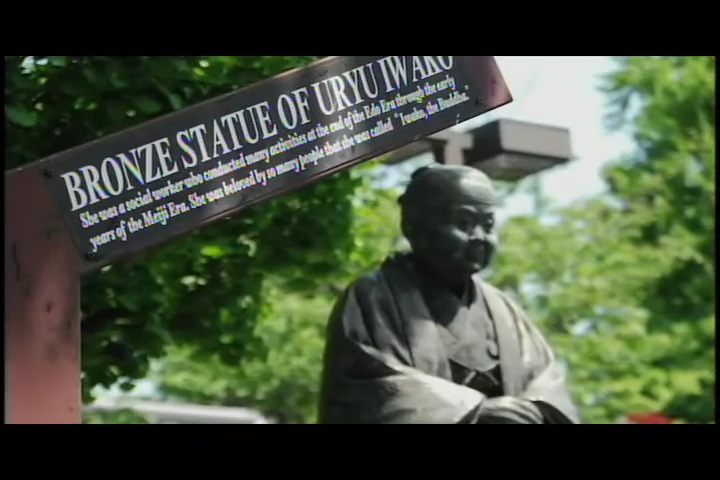 BRONZE STATUE OF URYU IWAKO
She was a social worker who conducted many activities at the end of the Edo Era through the early
years of the Meiji Era. She was beloved by so many people that she was called "Iwako, the Buddha."